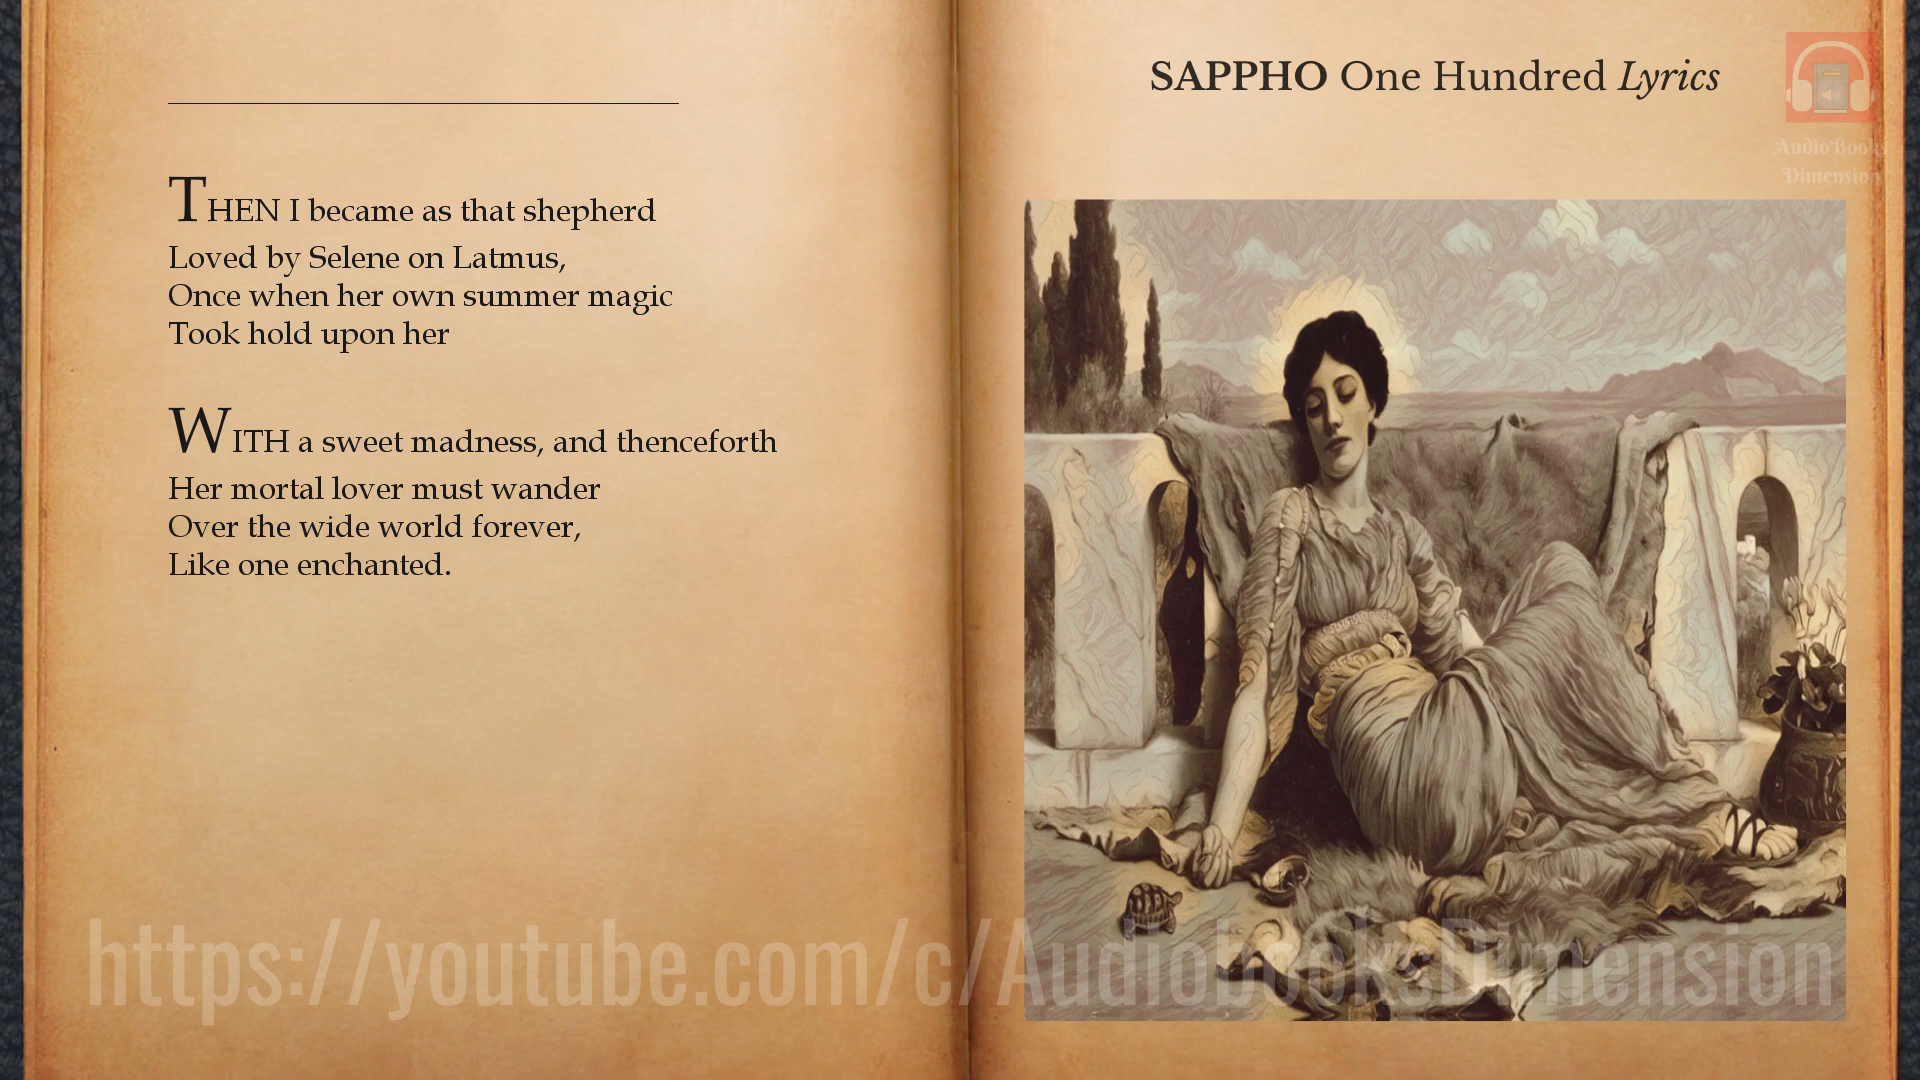 THEN I became as that shepherd
Loved by Selene on Latmus,
Once when her own summer magic
Took hold upon her
WITH a sweet madness, and thenceforth
Her mortal lover must wander
Over the wide world forever,
Like one enchanted.
SAPPHO One Hundred Lyrics
AudioBooks
Dimension
https://youtube.com/c/AudiobooksDimension